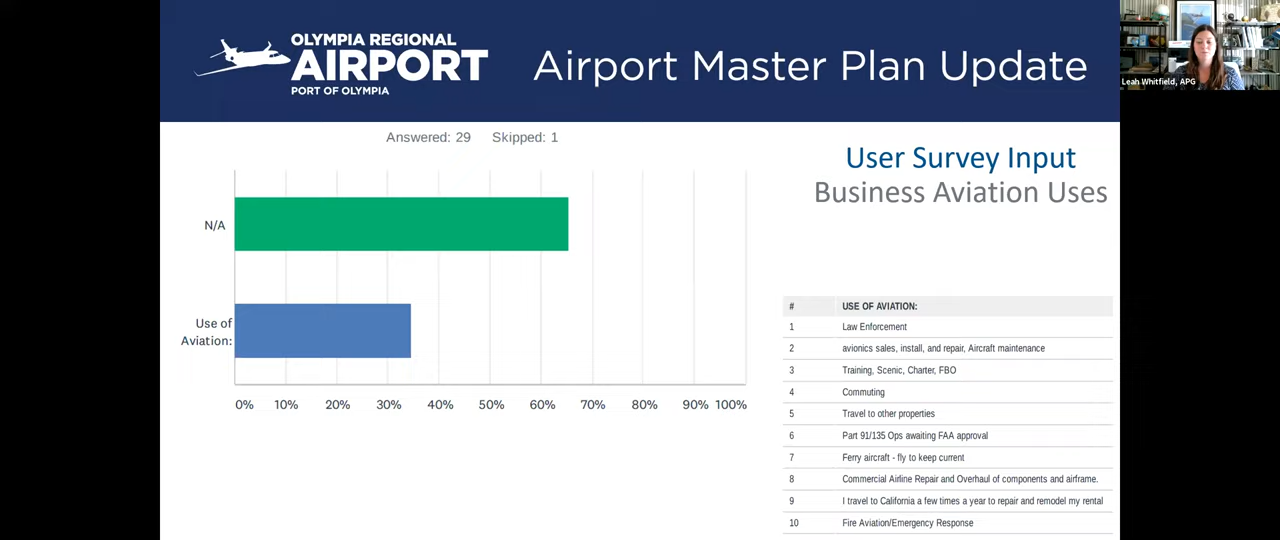 OLYMPIA REGIONAL
AIRPORT
PORT OF OLYMPIA
Airport Master Plan Update
Leah Whitfield, APG
Answered: 29 Skipped: 1
User Survey Input
Business Aviation Uses
N/A
Use of
Aviation:
0% 10% 20% 30% 40% 50% 60% 70% 80% 90% 100%
# USE OF AVIATION:
1 Law Enforcement
2 avionics sales, install, and repair, Aircraft maintenance
3 Training, Scenic, Charter, FBO
4 Commuting
5 Travel to other properties
6 Part 91/135 Ops awaiting FAA approval
7 Ferry aircraft - fly to keep current
8 Commercial Airline Repair and Overhaul of components and airframe.
9 I travel to California a few times a year to repair and remodel my rental
10 Fire Aviation/Emergency Response